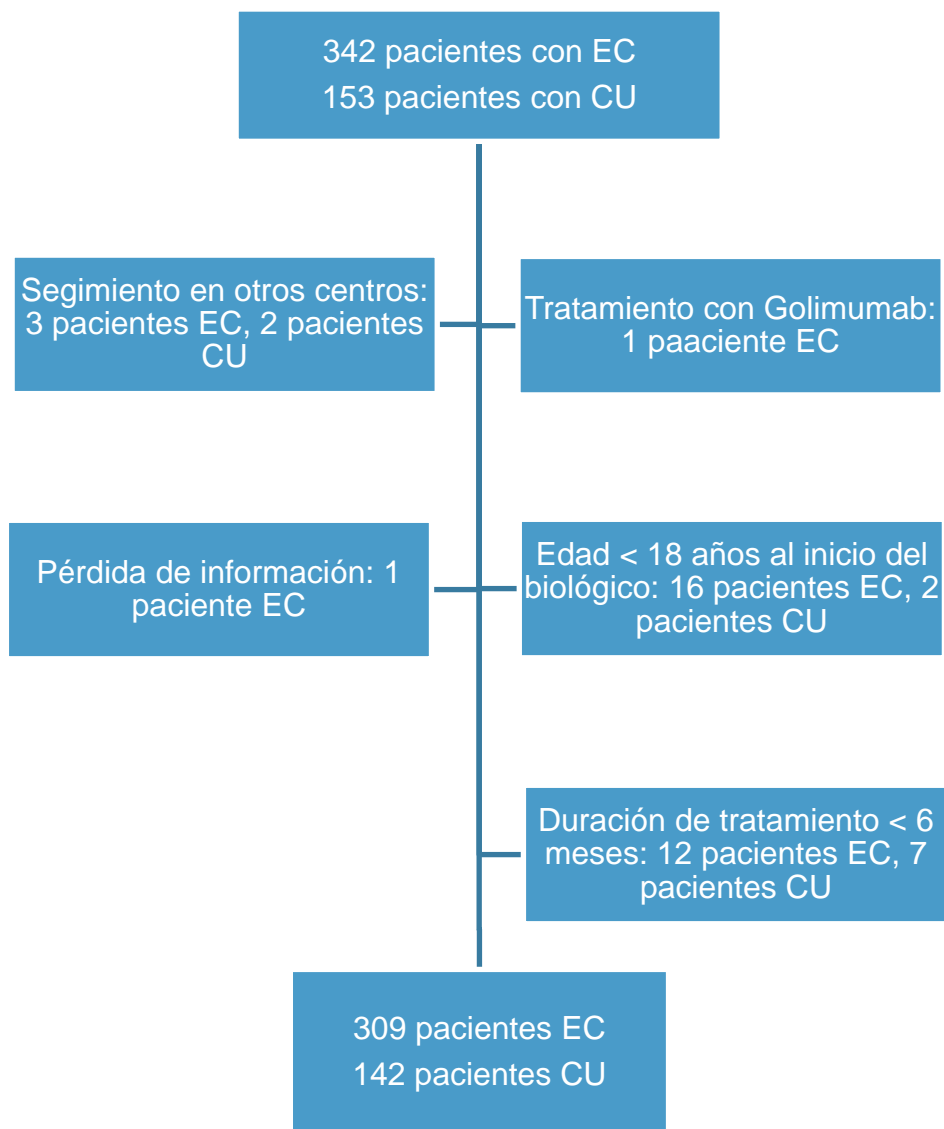 342 pacientes con EC
153 pacientes con CU
Segimiento en otros centros:
3 pacientes EC, 2 pacientes
CU
Tratamiento con Golimumab:
1 paaciente EC
Pérdida de información: 1
paciente EC
Edad < 18 años al inicio del
biológico: 16 pacientes EC, 2
pacientes CU
Duración de tratamiento < 6
meses: 12 pacientes EC, 7
pacientes CU
309 pacientes EC
142 pacientes CU